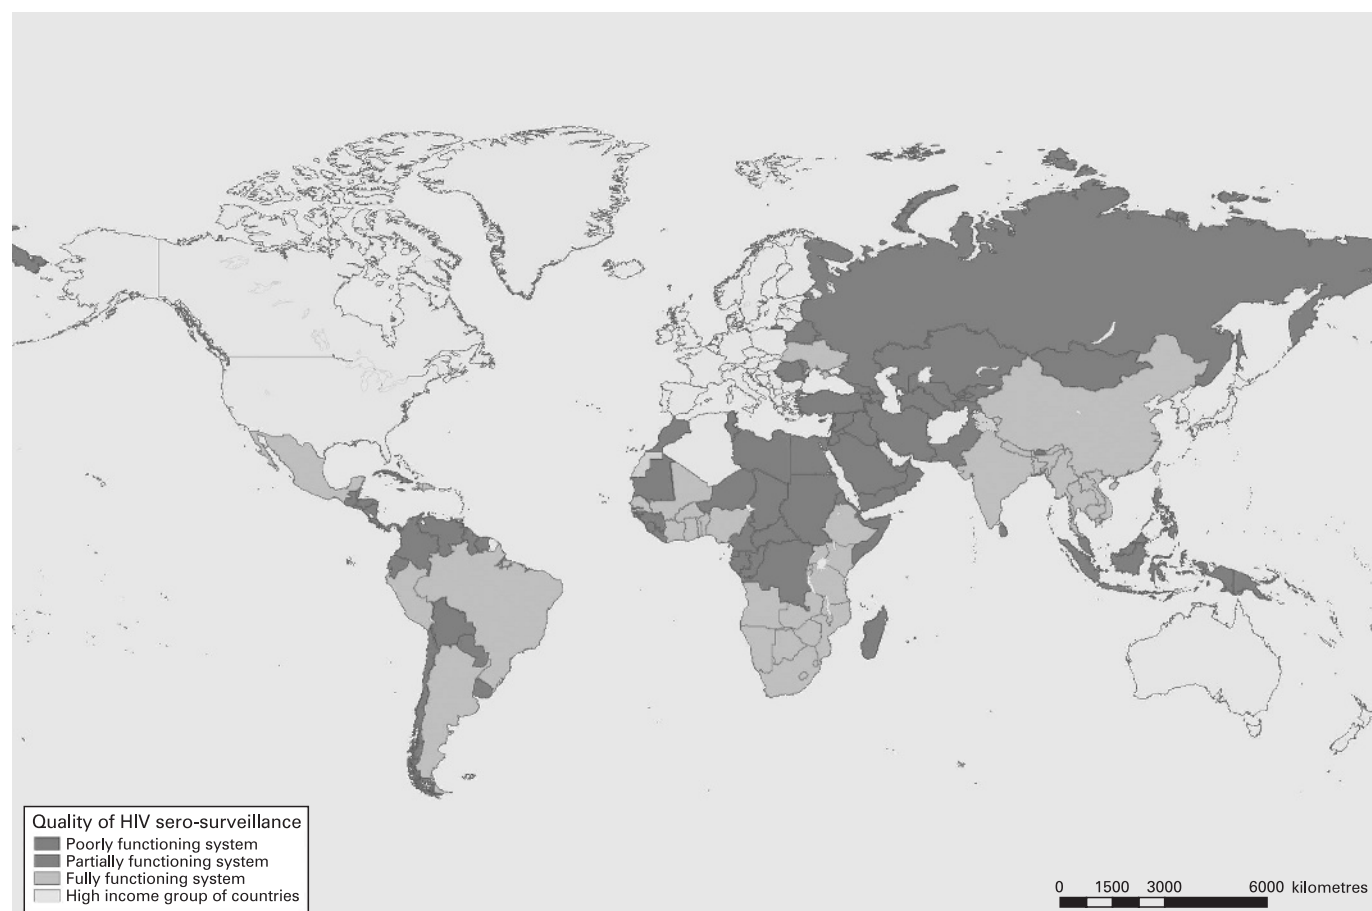 Quality of HIV sero-surveillance
Poorly functioning system
Partially functioning system
Fully functioning system
High income group of countries
0 1500 3000 6000 kilometres